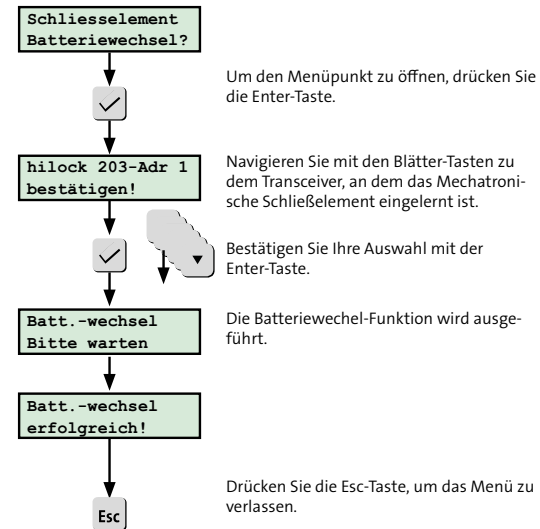 Schliesselement
Batteriewechsel?
Um den Menüpunkt zu öffnen, drücken Sie
die Enter-Taste.
hilock 203-Adr 1
bestätigen!
Navigieren Sie mit den Blätter-Tasten zu
dem Transceiver, an dem das Mechatroni-
sche Schließelement eingelernt ist.
Bestätigen Sie Ihre Auswahl mit der
Enter-Taste.
Batt.-wechsel
Bitte warten
Die Batteriewechel-Funktion wird ausge-
führt.
Batt.-wechsel
erfolgreich!
Drücken Sie die Esc-Taste, um das Menü zu
verlassen.
Esc